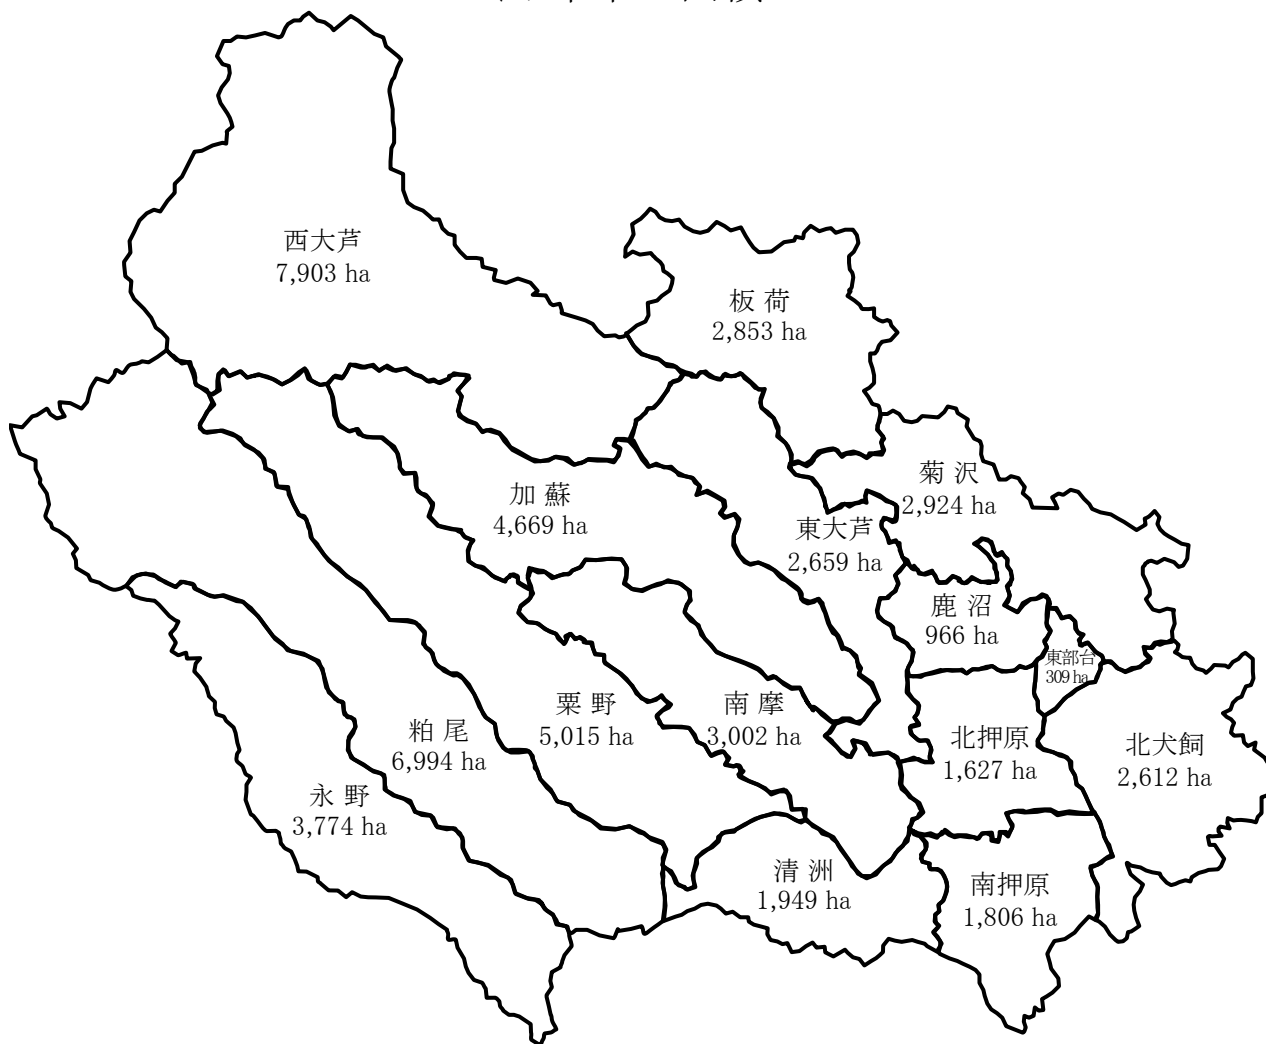 西大芦
7,903 ha
板 荷
2,853 ha
菊 沢
2,924 ha
加 蘇
4,669 ha
東大芦
2,659 ha
鹿 沼
966 ha
東部台
309 ha
粟 野
5,015 ha
南 摩
3,002 ha
粕 尾
6,994 ha
北押原
1,627 ha
北犬飼
2,612 ha
永 野
3,774 ha
清 洲
1,949 ha
南押原
1,806 ha